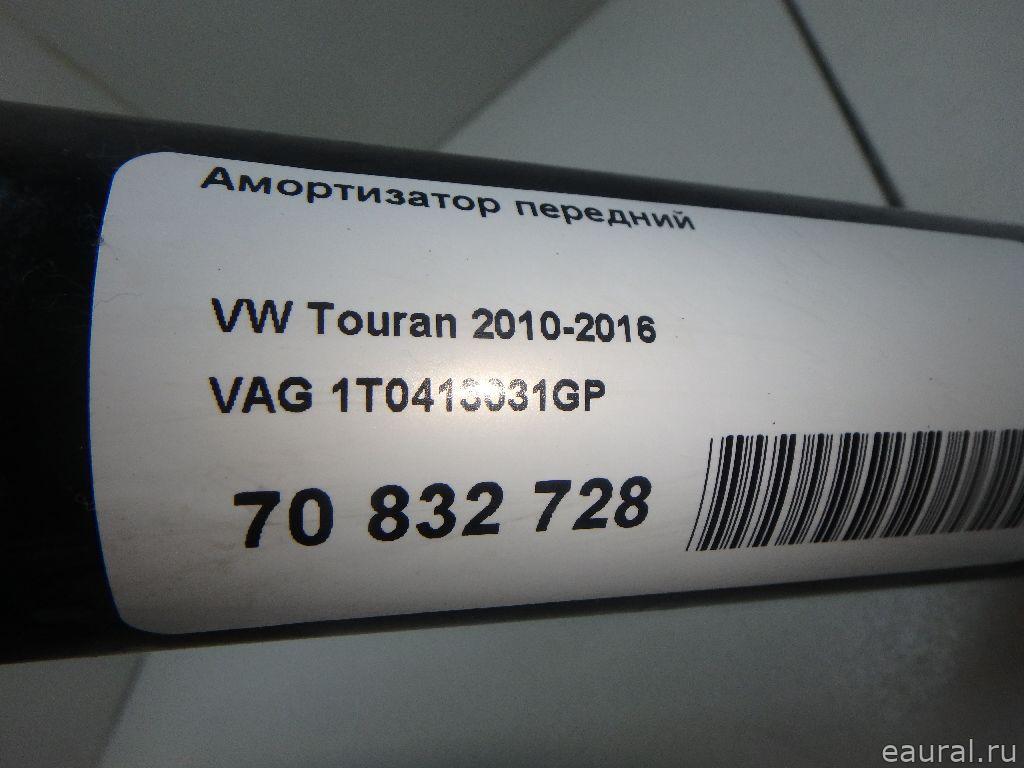 Амортизатор передний
VW Touran 2010-2016
VAG 1T0413031GP
70 832 728
eaural.ru